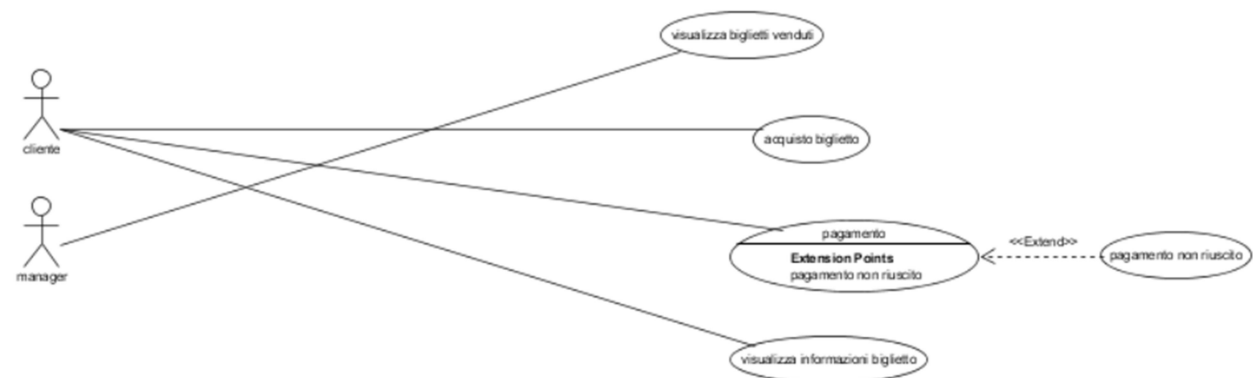 visualizza biglietti venduti
cliente
acquisto biglietto
manager
pagamento
Extension Points
pagamento non riuscito
<<Extend>>
pagamento non riuscito
visualizza informazioni biglietto